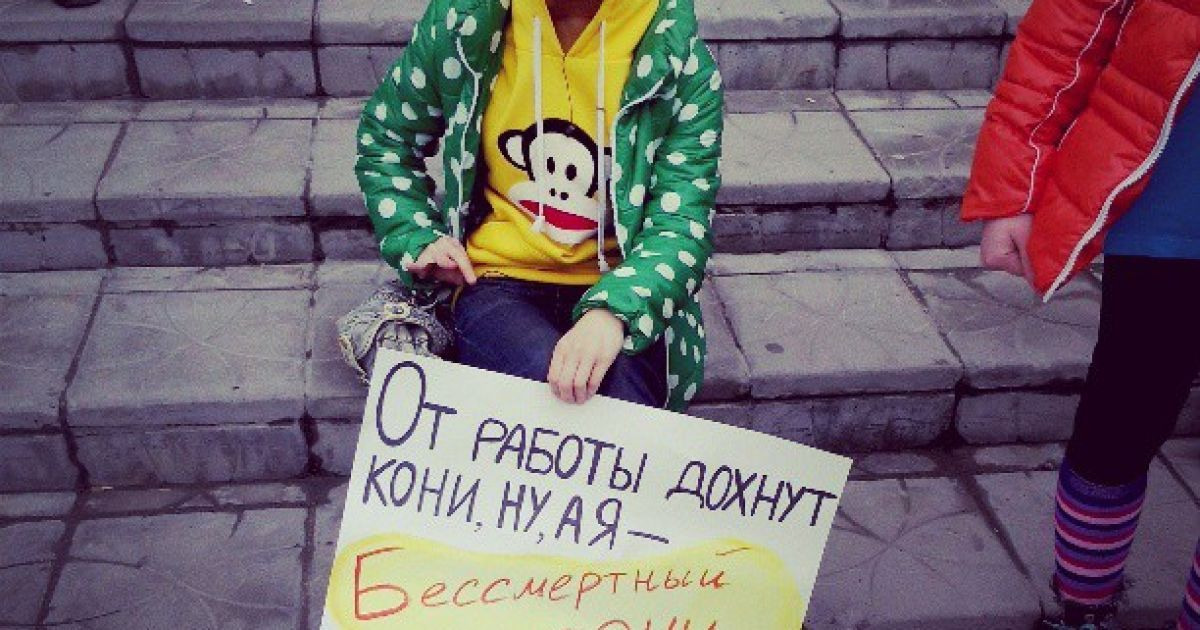 От работы дохнут
кони, ну, а я —
Бессмертный